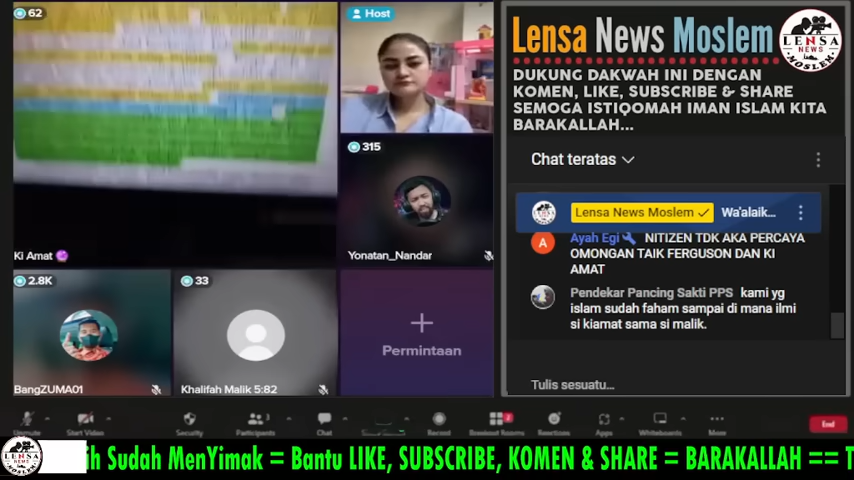 62
Host
Ki Amat
315
Yonatan_Nandar
2.8K
BangZUMA01
33
Khalifah Malik 5:82
Permintaan
Lensa News Moslem
LENSA
NEWS
MOSLEM
DUKUNG DAKWAH INI DENGAN
KOMEN, LIKE, SUBSCRIBE & SHARE
SEMOGA ISTIQOMAH IMAN ISLAM KITA
BARAKALLAH...
Chat teratas
Lensa News Moslem Wa'alaik...
A
Ayah Egi NITIZEN TDK AKA PERCAYA
OMONGAN TAIK FERGUSON DAN KI
AMAT
Pendekar Pancing Sakti PPS kami yg
islam sudah faham sampai di mana ilmi
si kiamat sama si malik.
Tulis sesuatu...
Unmute
Start Video
Security
Participants
Chat
Record
Breakout Rooms
Reactions
Apps
Whiteboards
More
End
LENSA
NEWS
MOSLEM
ih Sudah MenYimak = Bantu LIKE, SUBSCRIBE, KOMEN & SHARE = BARAKALLAH == T